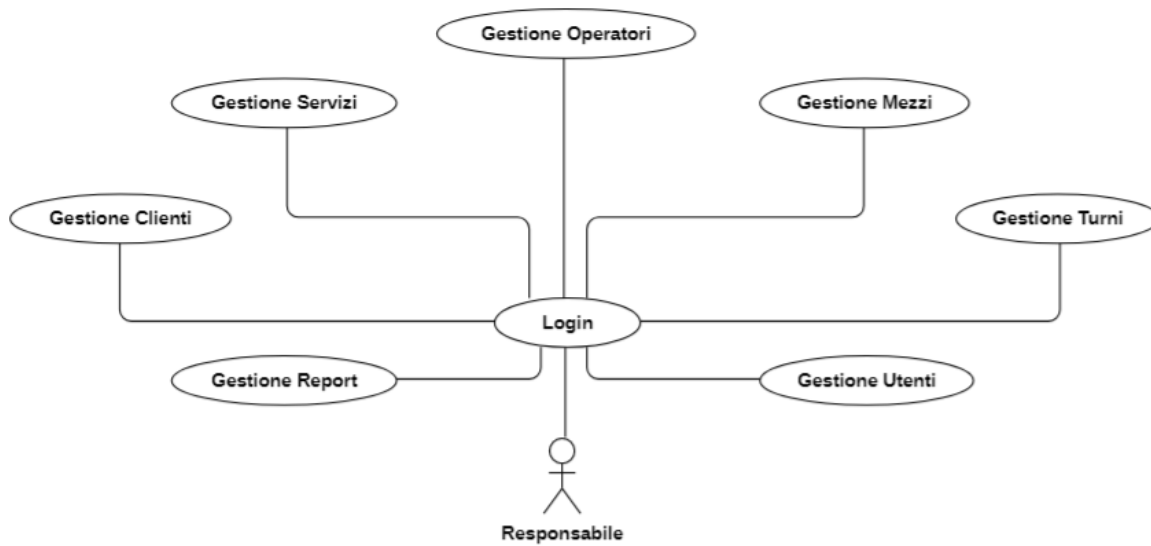 Gestione Operatori
Gestione Servizi
Gestione Mezzi
Gestione Clienti
Gestione Turni
Login
Gestione Report
Gestione Utenti
Responsabile